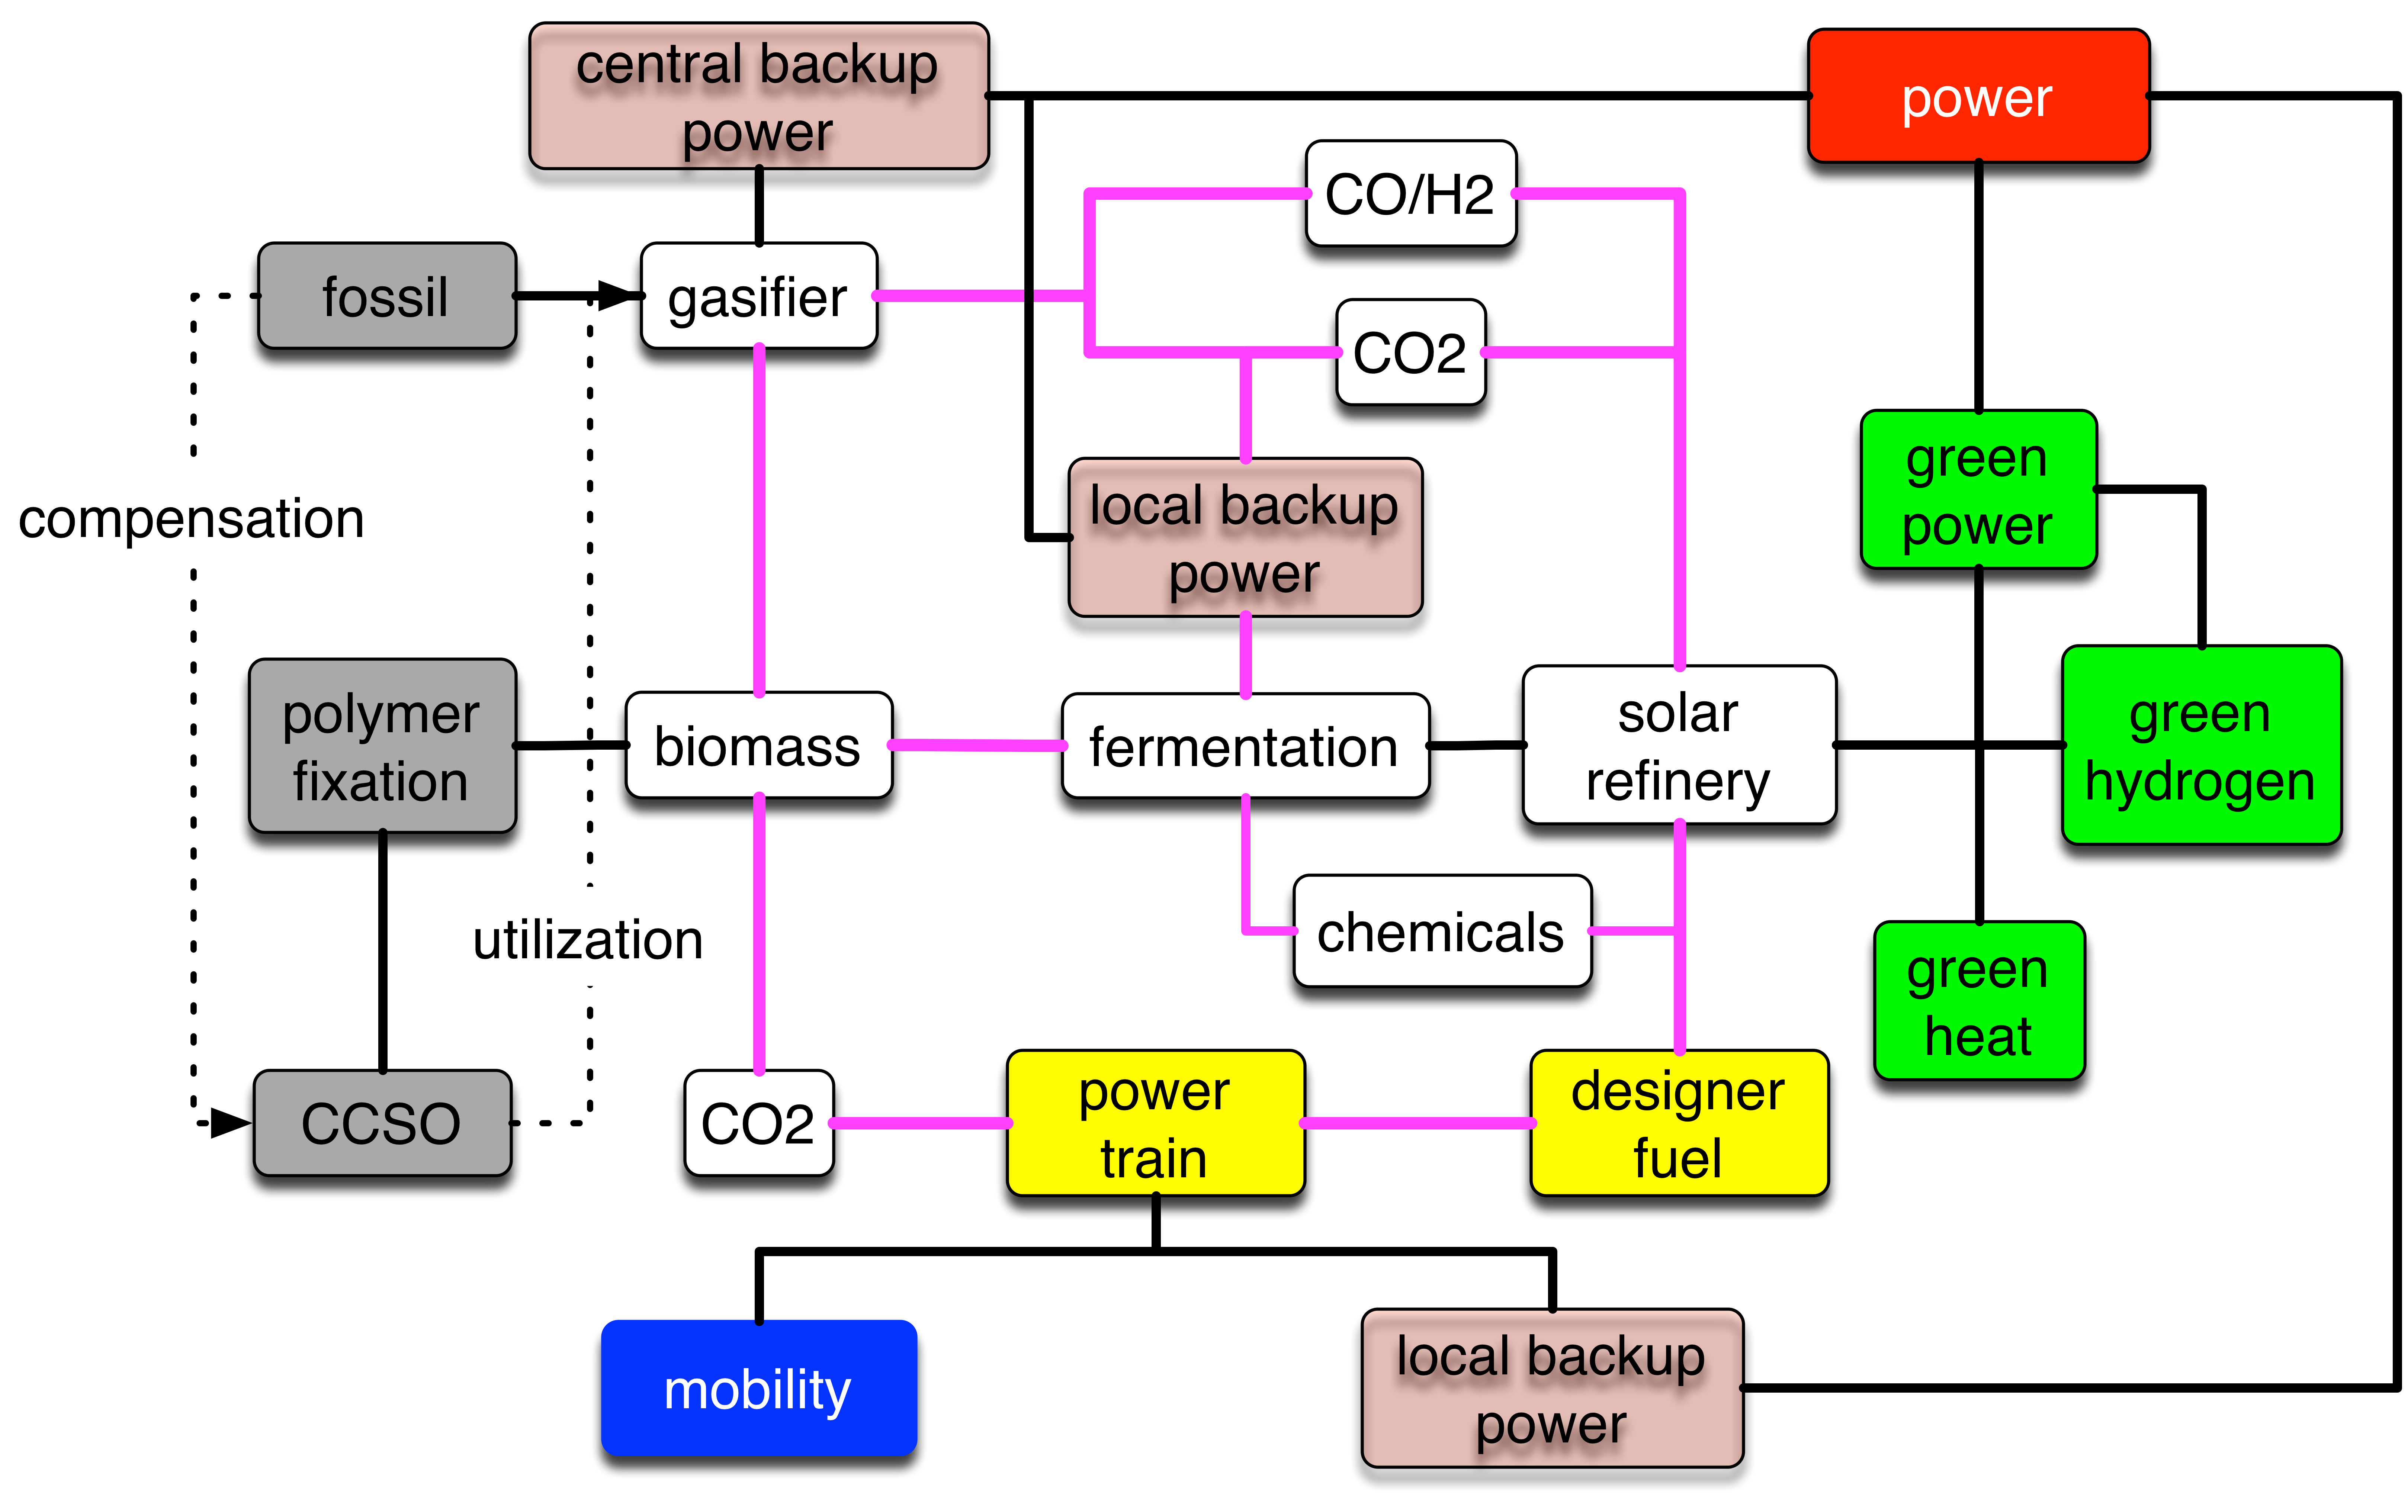 central backup
power
power
CO/H2
fossil
gasifier
CO2
green
power
local backup
power
compensation
polymer
fixation
biomass
fermentation
solar
refinery
green
hydrogen
utilization
chemicals
green
heat
CCSO
CO2
power
train
designer
fuel
mobility
local backup
power